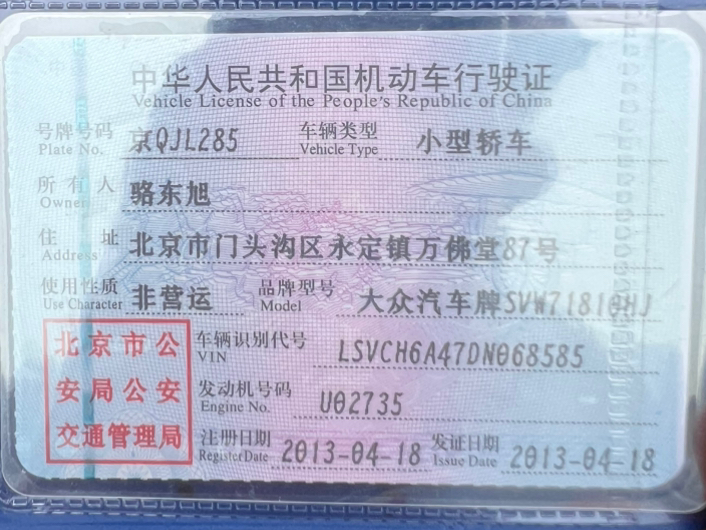 中华人民共和国机动车行驶证
Vehicle License of the People's Republic of China
号牌号码 京QJL285 车辆类型 小型轿车
Plate No. Vehicle Type
所有人 骆东旭
Owner
住址 北京市门头沟区永定镇万佛堂87号
Address
使用性质 非营运 品牌型号 大众汽车牌SVW71810HJ
Use Character Model
北京市公安局公安交通管理局
车辆识别代号 LSVCH6A47DN068585
VIN
发动机号码 U02735
Engine No.
注册日期 2013-04-18 发证日期 2013-04-18
Register Date Issue Date